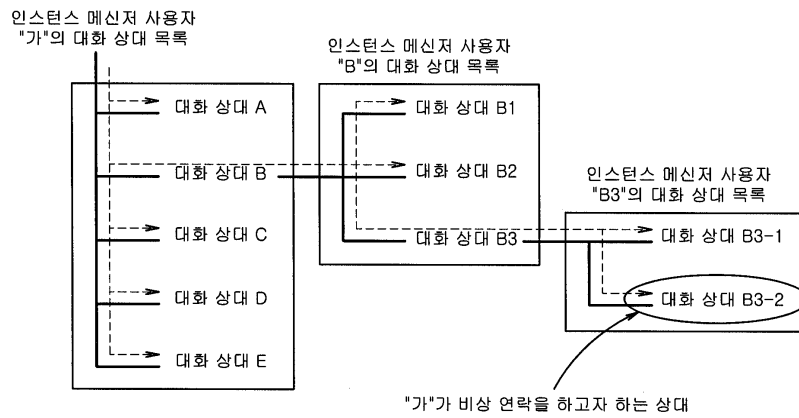 인스턴스 메신저 사용자
"가"의 대화 상대 목록
대화 상대 A
대화 상대 B
대화 상대 C
대화 상대 D
대화 상대 E
인스턴스 메신저 사용자
"B"의 대화 상대 목록
대화 상대 B1
대화 상대 B2
대화 상대 B3
인스턴스 메신저 사용자
"B3"의 대화 상대 목록
대화 상대 B3-1
대화 상대 B3-2
"가"가 비상 연락을 하고자 하는 상대